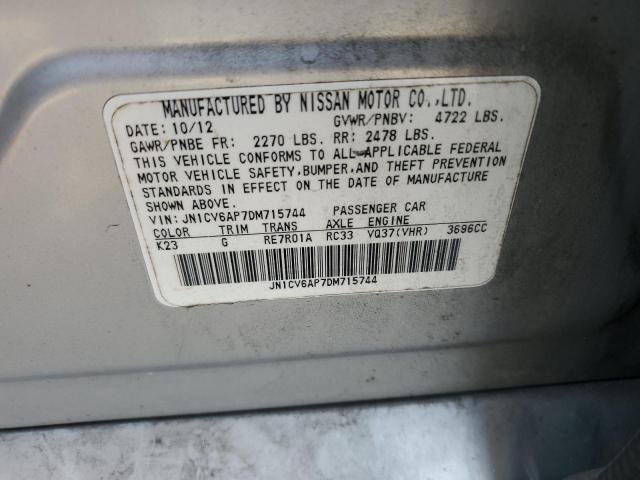 MANUFACTURED BY NISSAN MOTOR CO.,LTD.
DATE: 10/12 GVWR/PNBV: 4722 LBS.
GAWR/PNBE FR: 2270 LBS. RR: 2478 LBS.
THIS VEHICLE CONFORMS TO ALL APPLICABLE FEDERAL
MOTOR VEHICLE SAFETY,BUMPER,AND THEFT PREVENTION
STANDARDS IN EFFECT ON THE DATE OF MANUFACTURE
SHOWN ABOVE.
VIN: JN1CV6AP7DM715744 PASSENGER CAR
COLOR TRIM TRANS AXLE ENGINE
K23 G RE7R01A RC33 VQ37(VHR) 3696CC
JN1CV6AP7DM715744